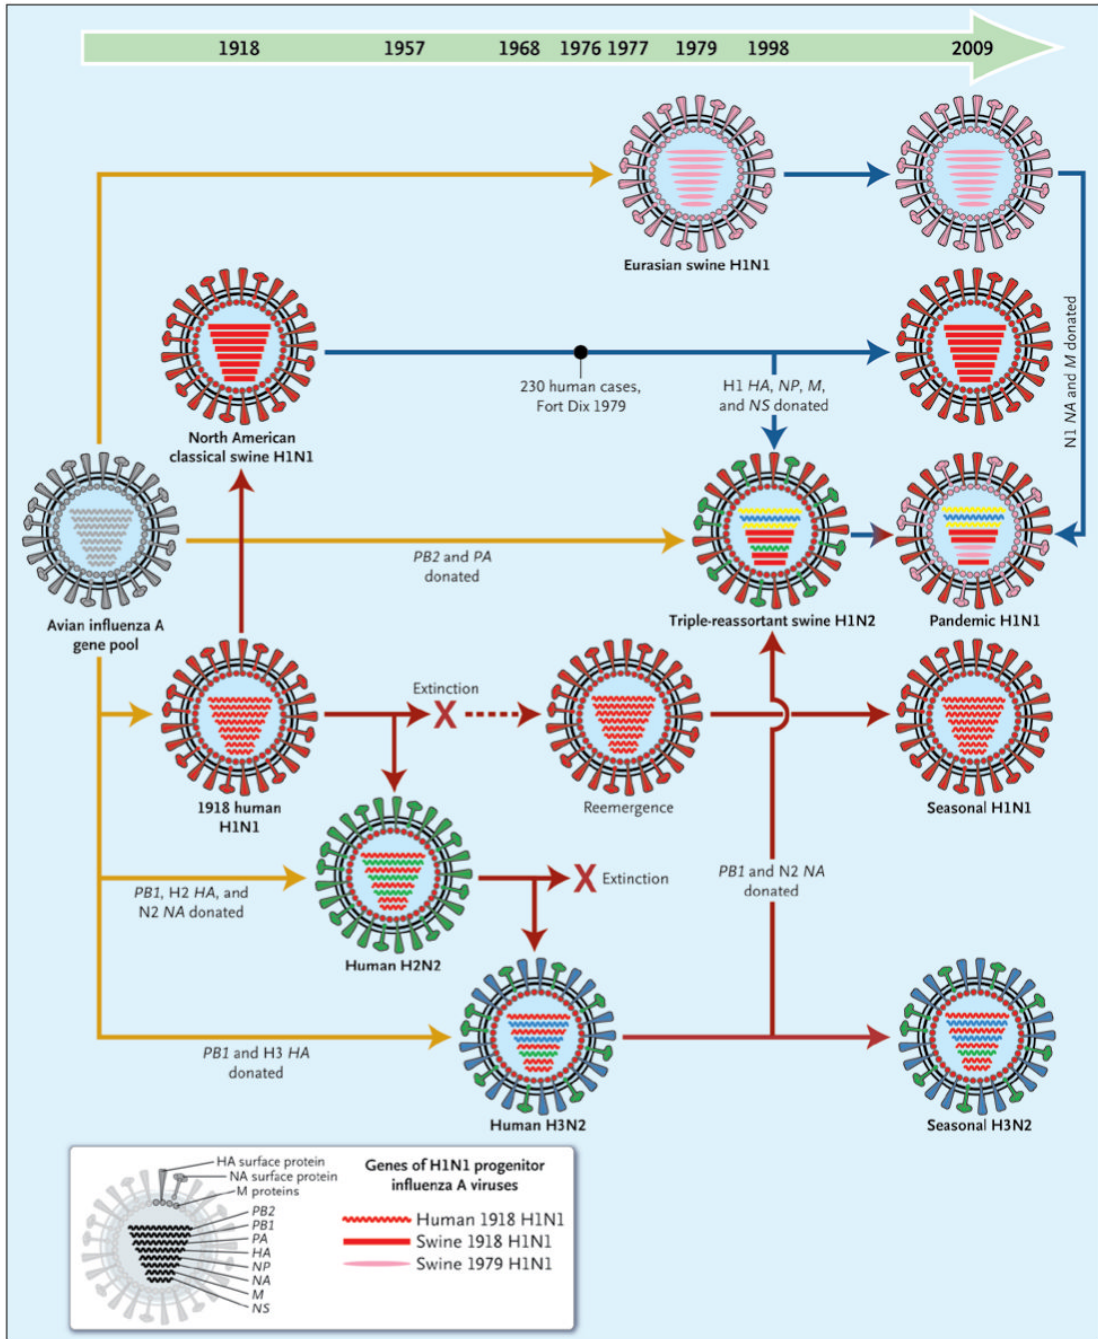 1918 1957 1968 1976 1977 1979 1998 2009
Eurasian swine H1N1
N1 NA and M donated
230 human cases,
Fort Dix 1979
H1 HA, NP, M,
and NS donated
North American
classical swine H1N1
PB2 and PA
donated
Avian influenza A
gene pool
Triple-reassortant swine H1N2
Pandemic H1N1
Extinction
X
1918 human
H1N1
Reemergence
Seasonal H1N1
PB1, H2 HA, and
N2 NA donated
X Extinction
PB1 and N2 NA
donated
Human H2N2
PB1 and H3 HA
donated
Human H3N2
Seasonal H3N2
HA surface protein
NA surface protein
M proteins
PB2
PB1
PA
HA
NP
NA
M
NS
Genes of H1N1 progenitor
influenza A viruses
Human 1918 H1N1
Swine 1918 H1N1
Swine 1979 H1N1